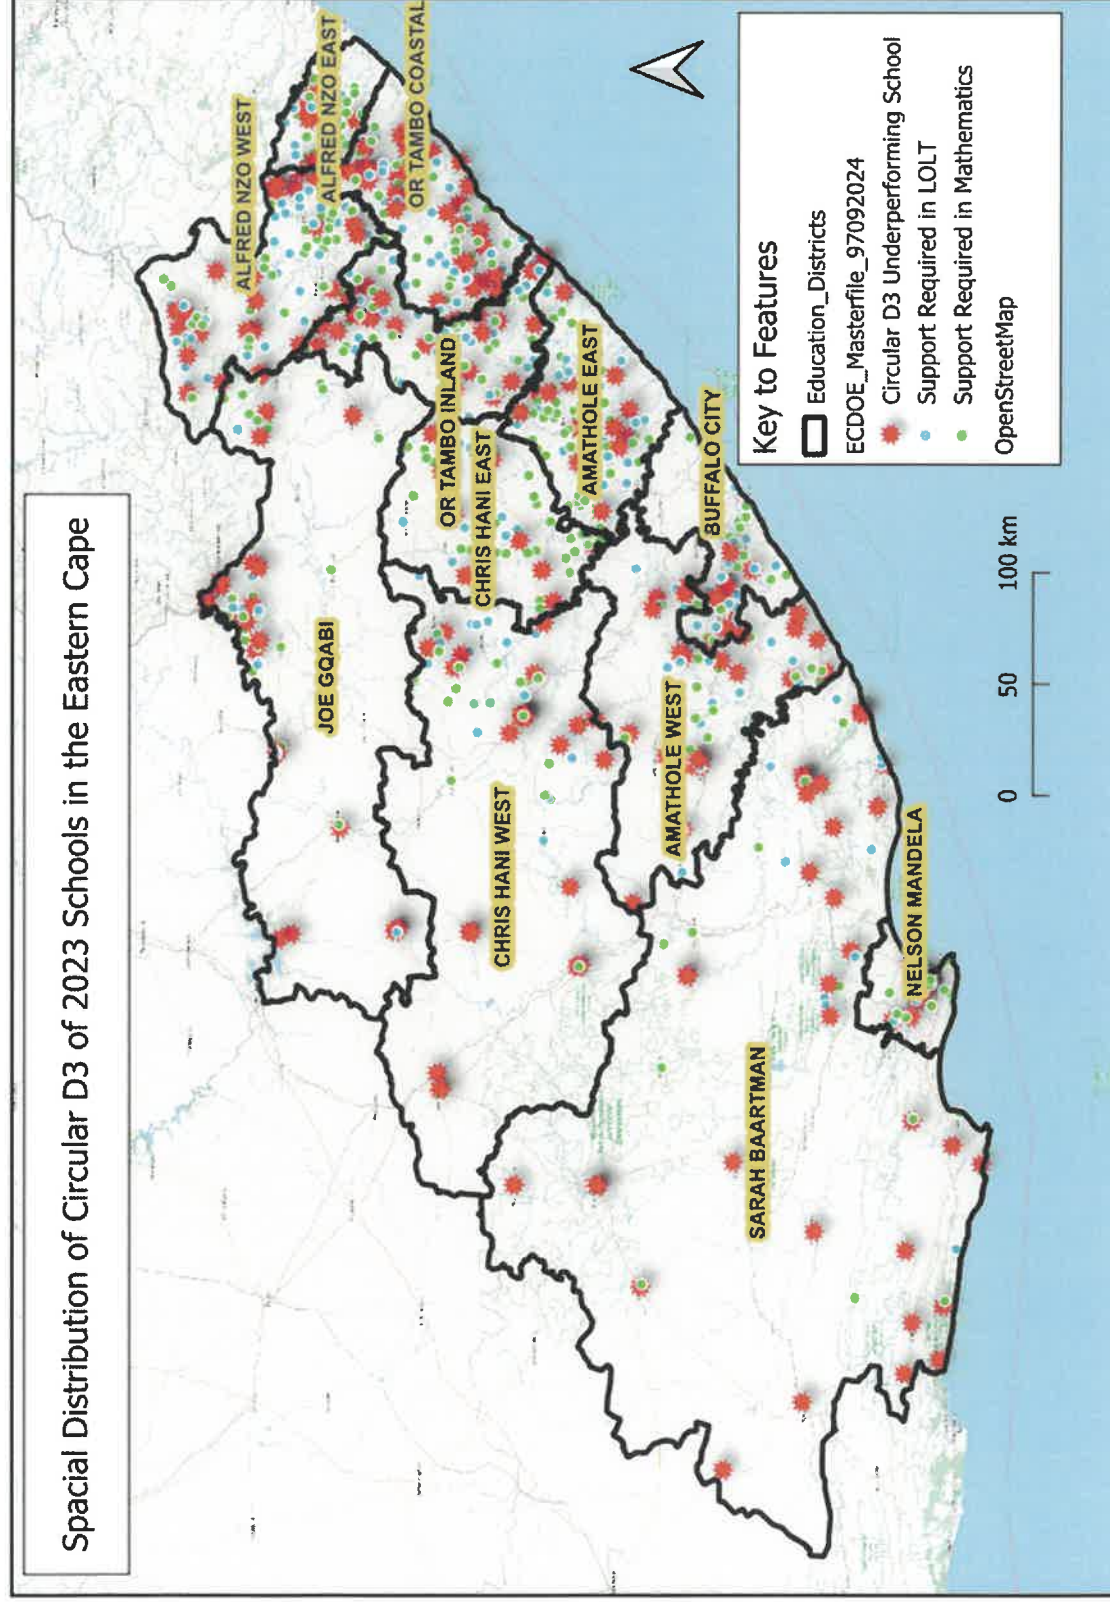 Spacial Distribution of Circular D3 of 2023 Schools in the Eastern Cape
ALFRED NZO WEST
ALFRED NZO EAST
OR TAMBO COASTAL
JOE GQABI
OR TAMBO INLAND
CHRIS HANI EAST
AMATHOLE EAST
CHRIS HANI WEST
BUFFALO CITY
AMATHOLE WEST
SARAH BAARTMAN
NELSON MANDELA
0
50
100 km
Key to Features
Education_Districts
ECDOE_Masterfile_97092024
Circular D3 Underperforming School
Support Required in LOLT
Support Required in Mathematics
OpenStreetMap